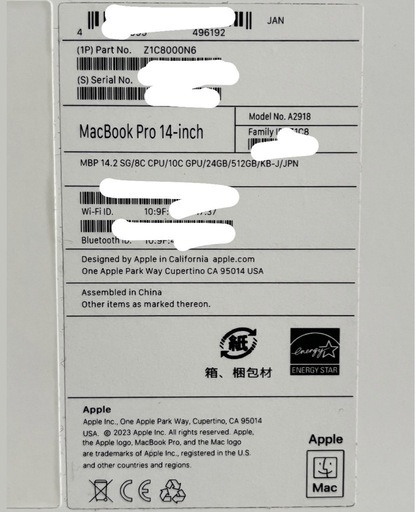 JAN
4 496192
(1P) Part No. Z1C8000N6
(S) Serial No.
MacBook Pro 14-inch
Model No. A2918
Family
MBP 14.2 SG/8C CPU/10C GPU/24GB/512GB/KB-J/JPN
Wi-Fi ID. 10:9F:
Bluetooth ID. 10:9F:
Designed by Apple in California apple.com
One Apple Park Way Cupertino CA 95014 USA
Assembled in China
Other items as marked thereon.
紙
箱、梱包材
energy
ENERGY STAR
Apple
Apple Inc., One Apple Park Way, Cupertino, CA 95014
USA. © 2023 Apple Inc. All rights reserved. Apple,
the Apple logo, MacBook Pro, and the Mac logo
are trademarks of Apple Inc., registered in the U.S.
and other countries and regions.
Apple
Mac
CE